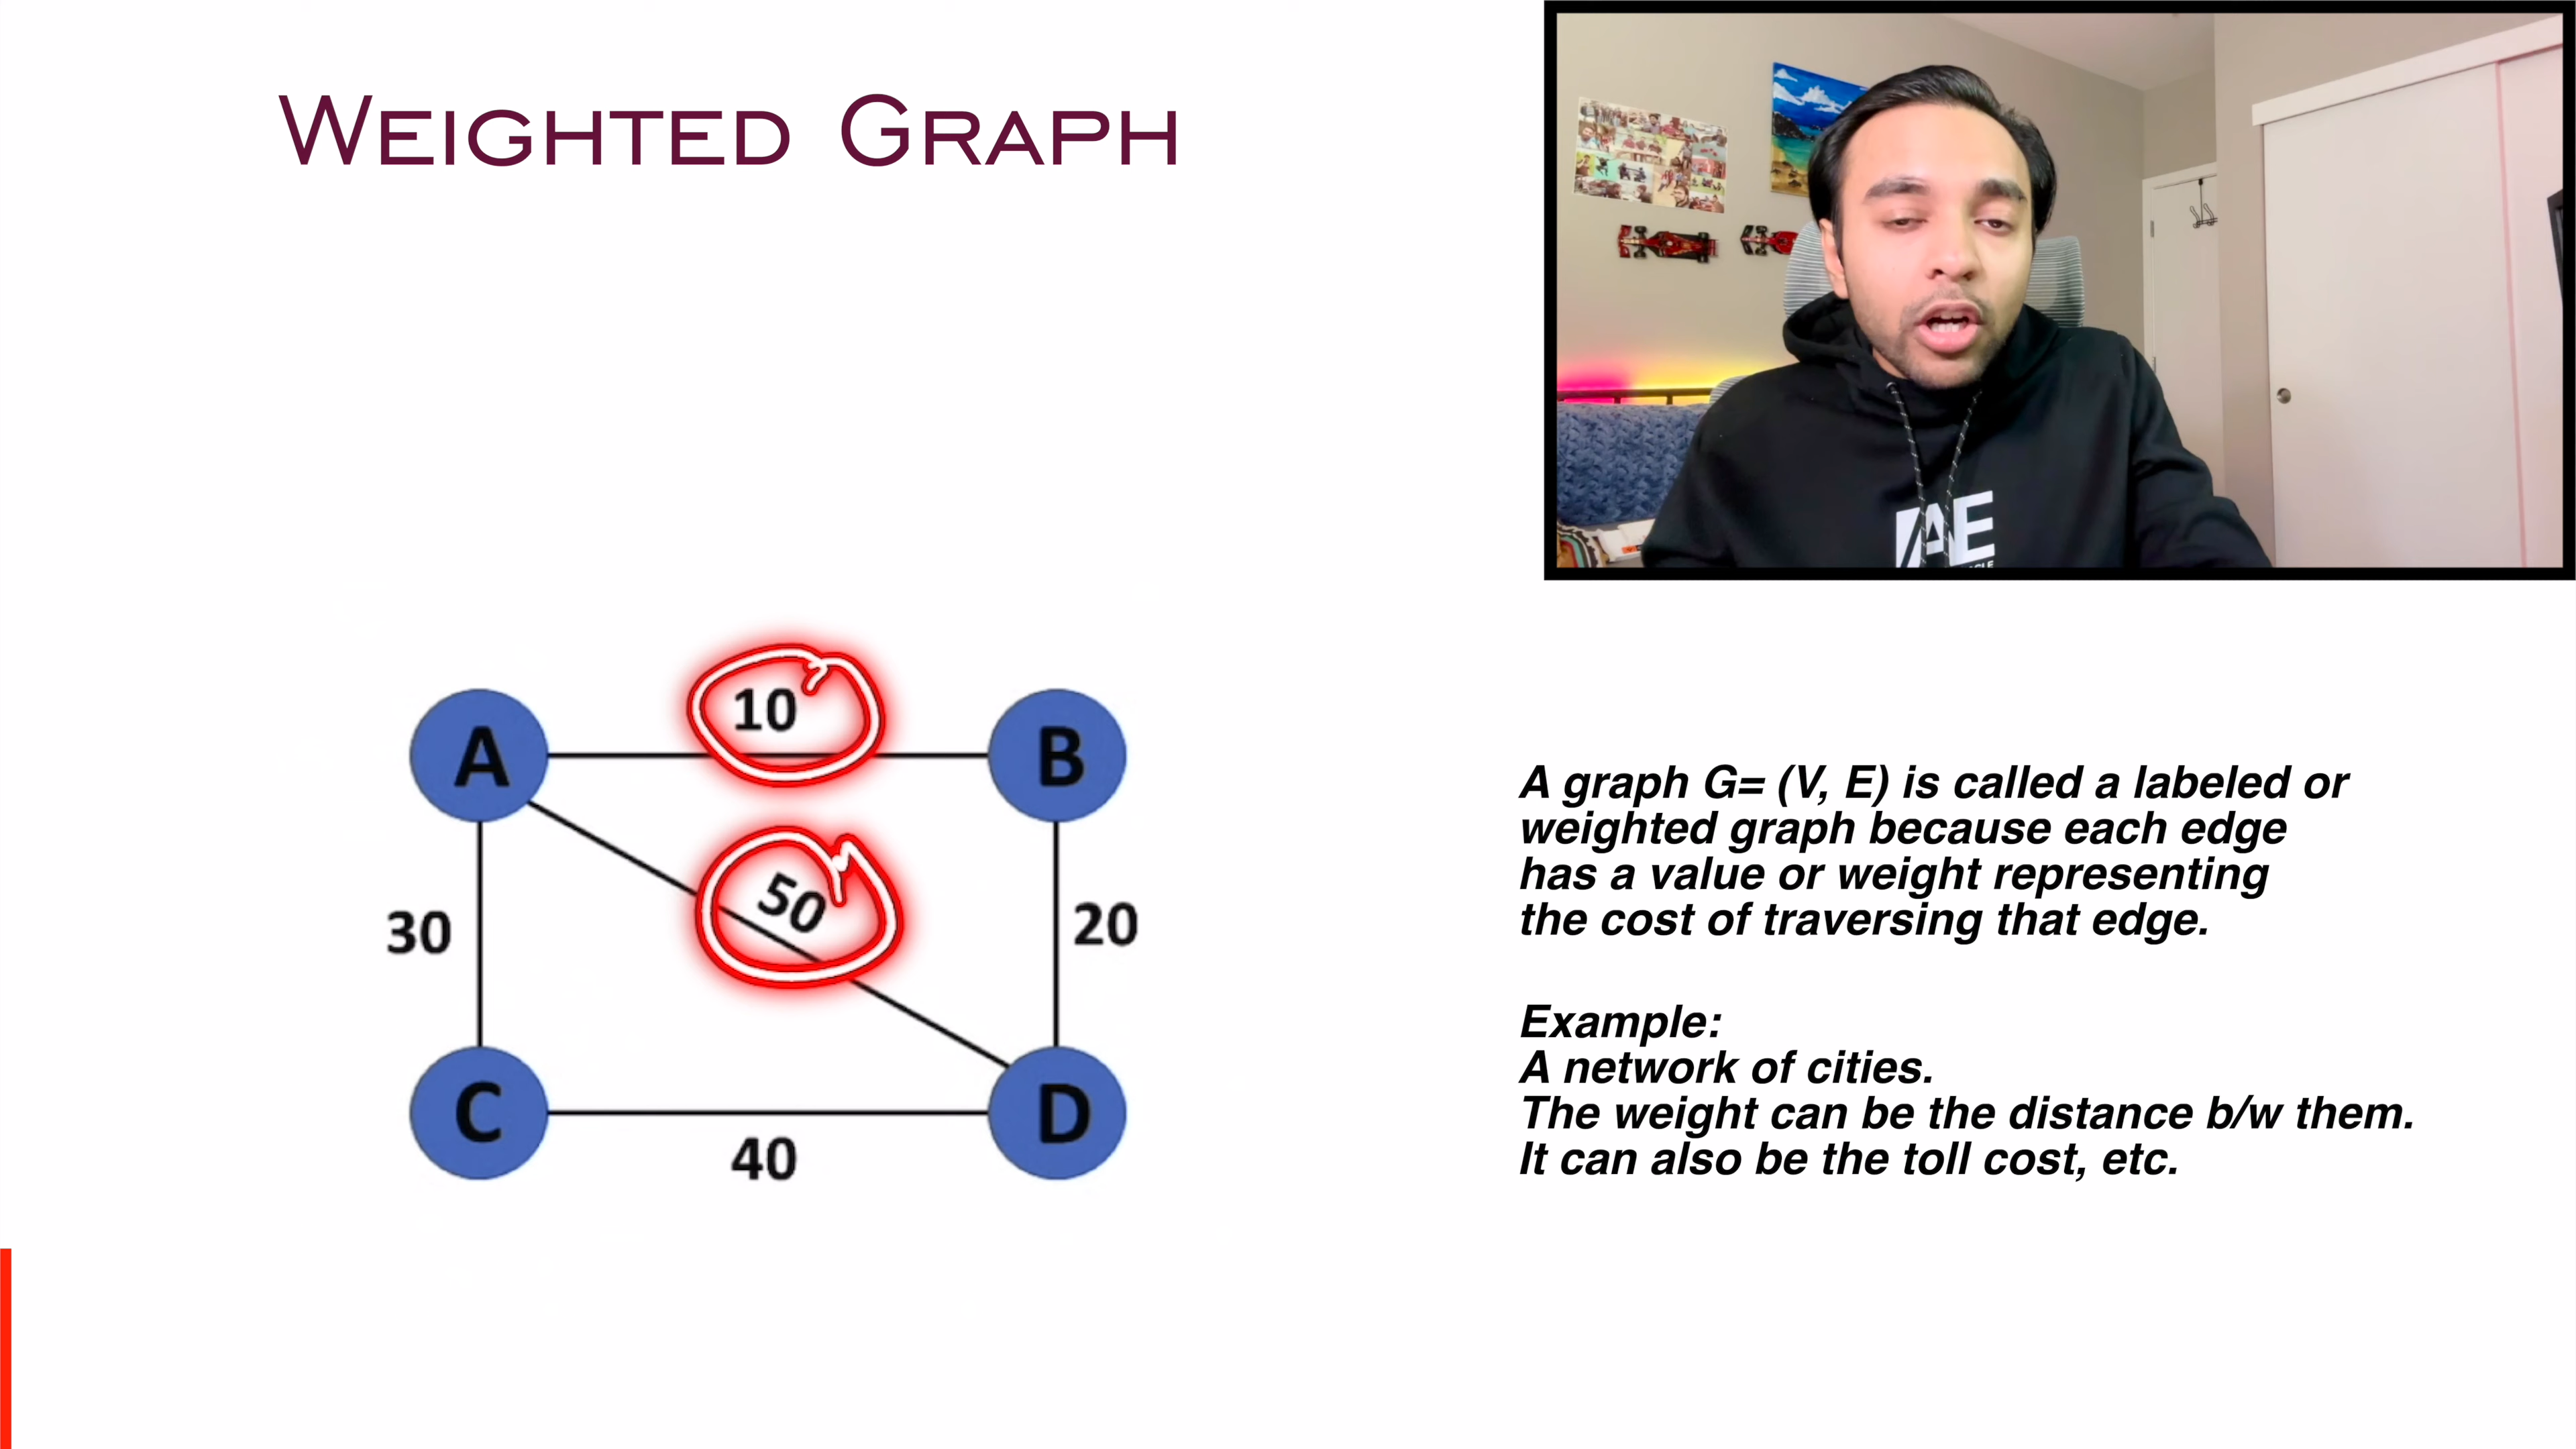 WEIGHTED GRAPH
AE
10
A
B
50
30
20
C
D
40
A graph G= (V, E) is called a labeled or
weighted graph because each edge
has a value or weight representing
the cost of traversing that edge.
Example:
A network of cities.
The weight can be the distance b/w them.
It can also be the toll cost, etc.